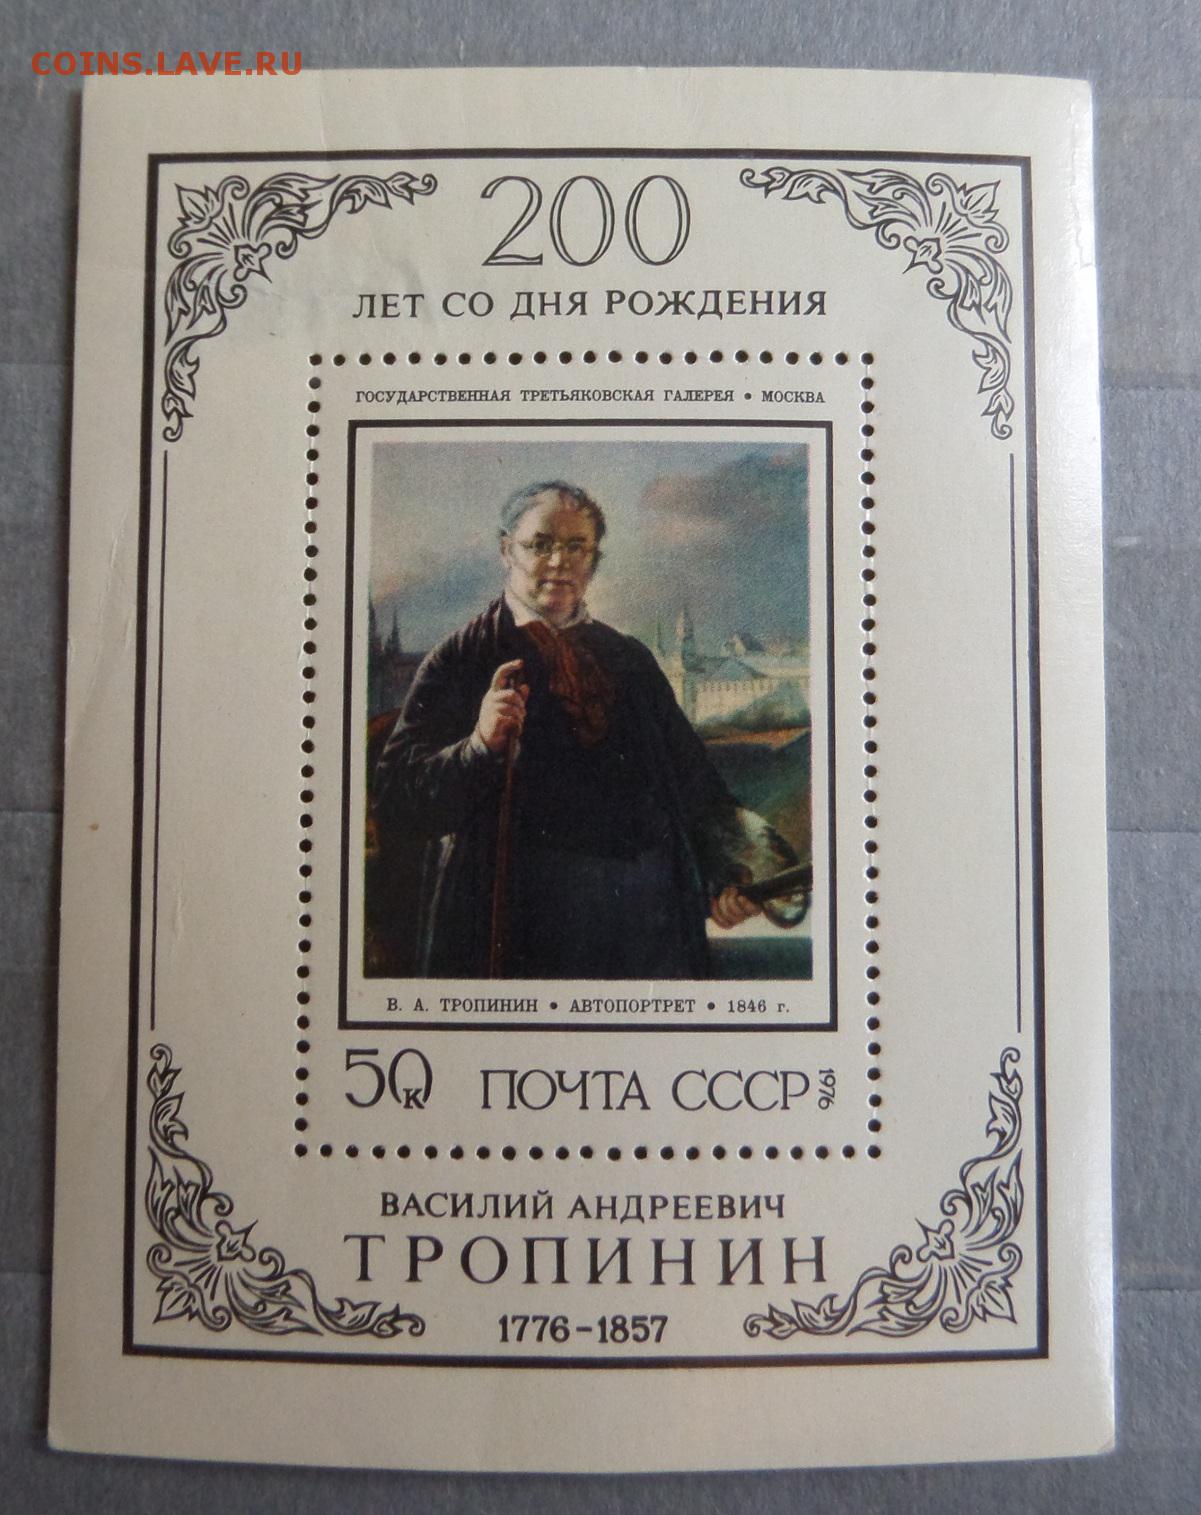 COINS.LAVE.RU
200
ЛЕТ СО ДНЯ РОЖДЕНИЯ
ГОСУДАРСТВЕННАЯ ТРЕТЬЯКОВСКАЯ ГАЛЕРЕЯ • МОСКВА
В. А. ТРОПИНИН • АВТОПОРТРЕТ • 1846 г.
50к ПОЧТА СССР 1976
ВАСИЛИЙ АНДРЕЕВИЧ
ТРОПИНИН
1776-1857